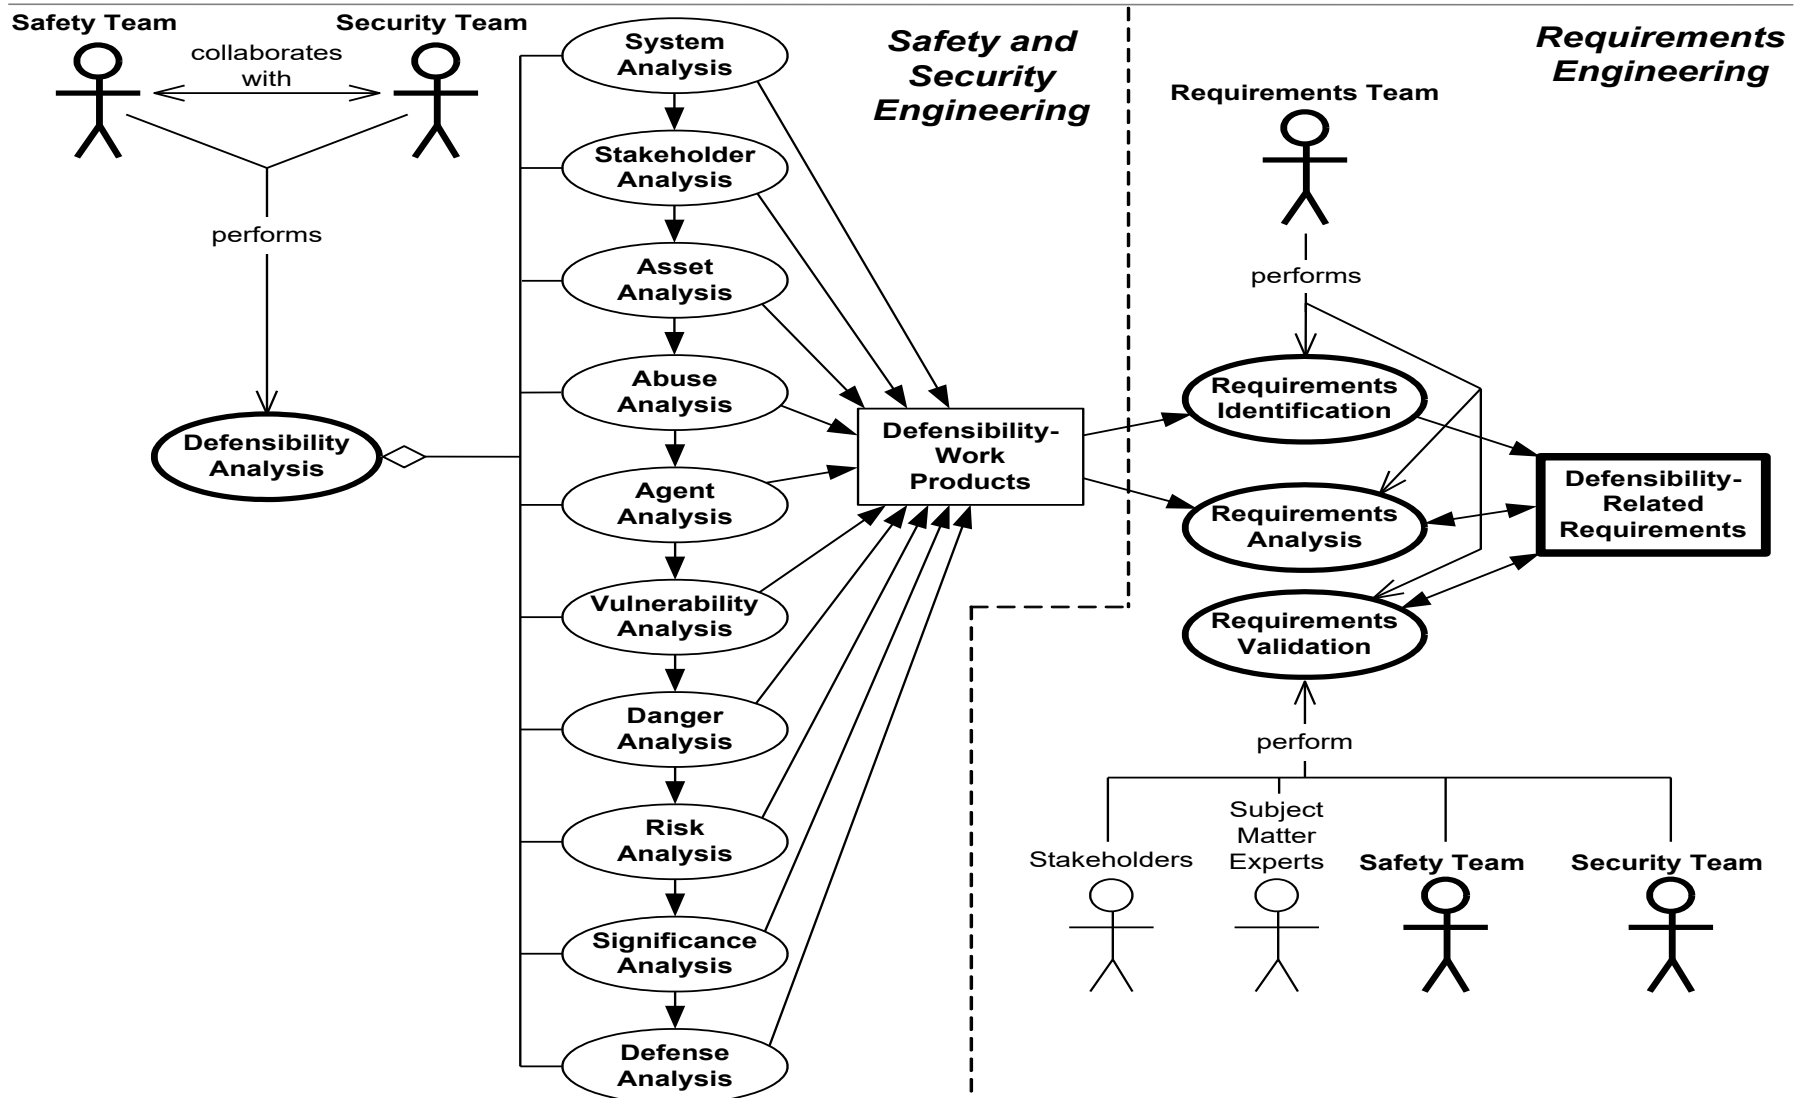 Safety Team
Security Team
collaborates
with
performs
Defensibility
Analysis
System
Analysis
Stakeholder
Analysis
Asset
Analysis
Abuse
Analysis
Agent
Analysis
Vulnerability
Analysis
Danger
Analysis
Risk
Analysis
Significance
Analysis
Defense
Analysis
Safety and
Security
Engineering
Defensibility-
Work
Products
Requirements
Engineering
Requirements Team
performs
Requirements
Identification
Requirements
Analysis
Requirements
Validation
Defensibility-
Related
Requirements
perform
Stakeholders
Subject
Matter
Experts
Safety Team
Security Team